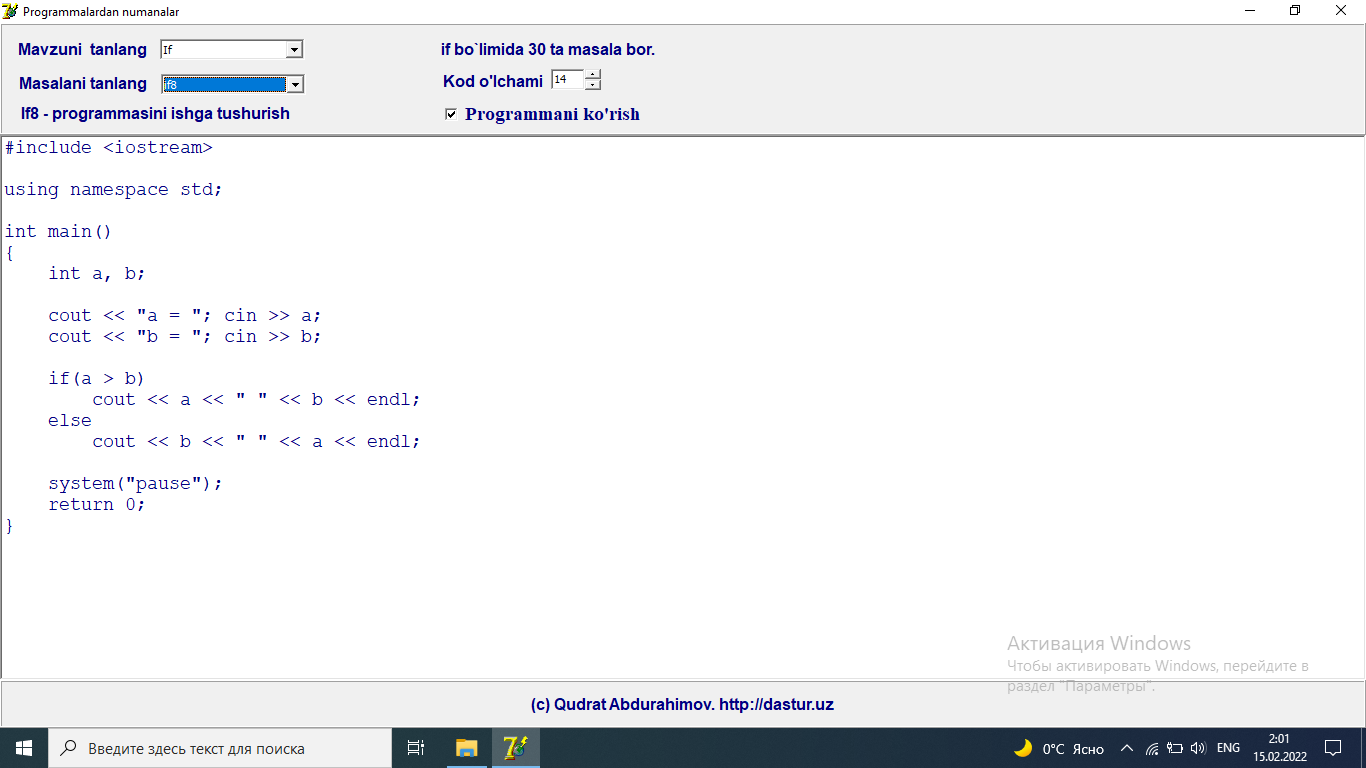 Programmalardan numanalar
Mavzuni tanlang If if bo`limida 30 ta masala bor.
Masalani tanlang if8 Kod o'lchami 14
If8 - programmasini ishga tushurish Programmani ko'rish
#include <iostream>
using namespace std;
int main()
{
    int a, b;
    cout << "a = "; cin >> a;
    cout << "b = "; cin >> b;
    if(a > b)
        cout << a << " " << b << endl;
    else
        cout << b << " " << a << endl;
    system("pause");
    return 0;
}
Активация Windows
Чтобы активировать Windows, перейдите в
раздел "Параметры".
(c) Qudrat Abdurahimov. http://dastur.uz
Введите здесь текст для поиска
0°C Ясно ENG 2:01
15.02.2022